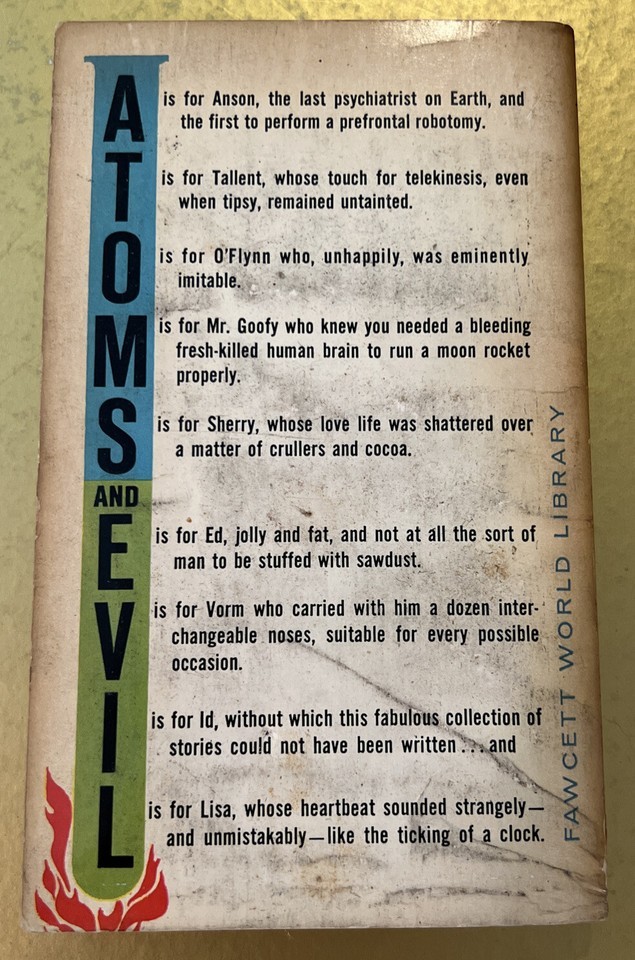 A is for Anson, the last psychiatrist on Earth, and
the first to perform a prefrontal robotomy.
T is for Tallent, whose touch for telekinesis, even
when tipsy, remained untainted.
O is for O'Flynn who, unhappily, was eminently
imitable.
M is for Mr. Goofy who knew you needed a bleeding
fresh-killed human brain to run a moon rocket
properly.
S is for Sherry, whose love life was shattered over
a matter of crullers and cocoa.
AND
E is for Ed, jolly and fat, and not at all the sort of
man to be stuffed with sawdust.
V is for Vorm who carried with him a dozen inter-
changeable noses, suitable for every possible
occasion.
I is for Id, without which this fabulous collection of
stories could not have been written...and
L is for Lisa, whose heartbeat sounded strangely—
and unmistakably—like the ticking of a clock.
FAWCETT WORLD LIBRARY